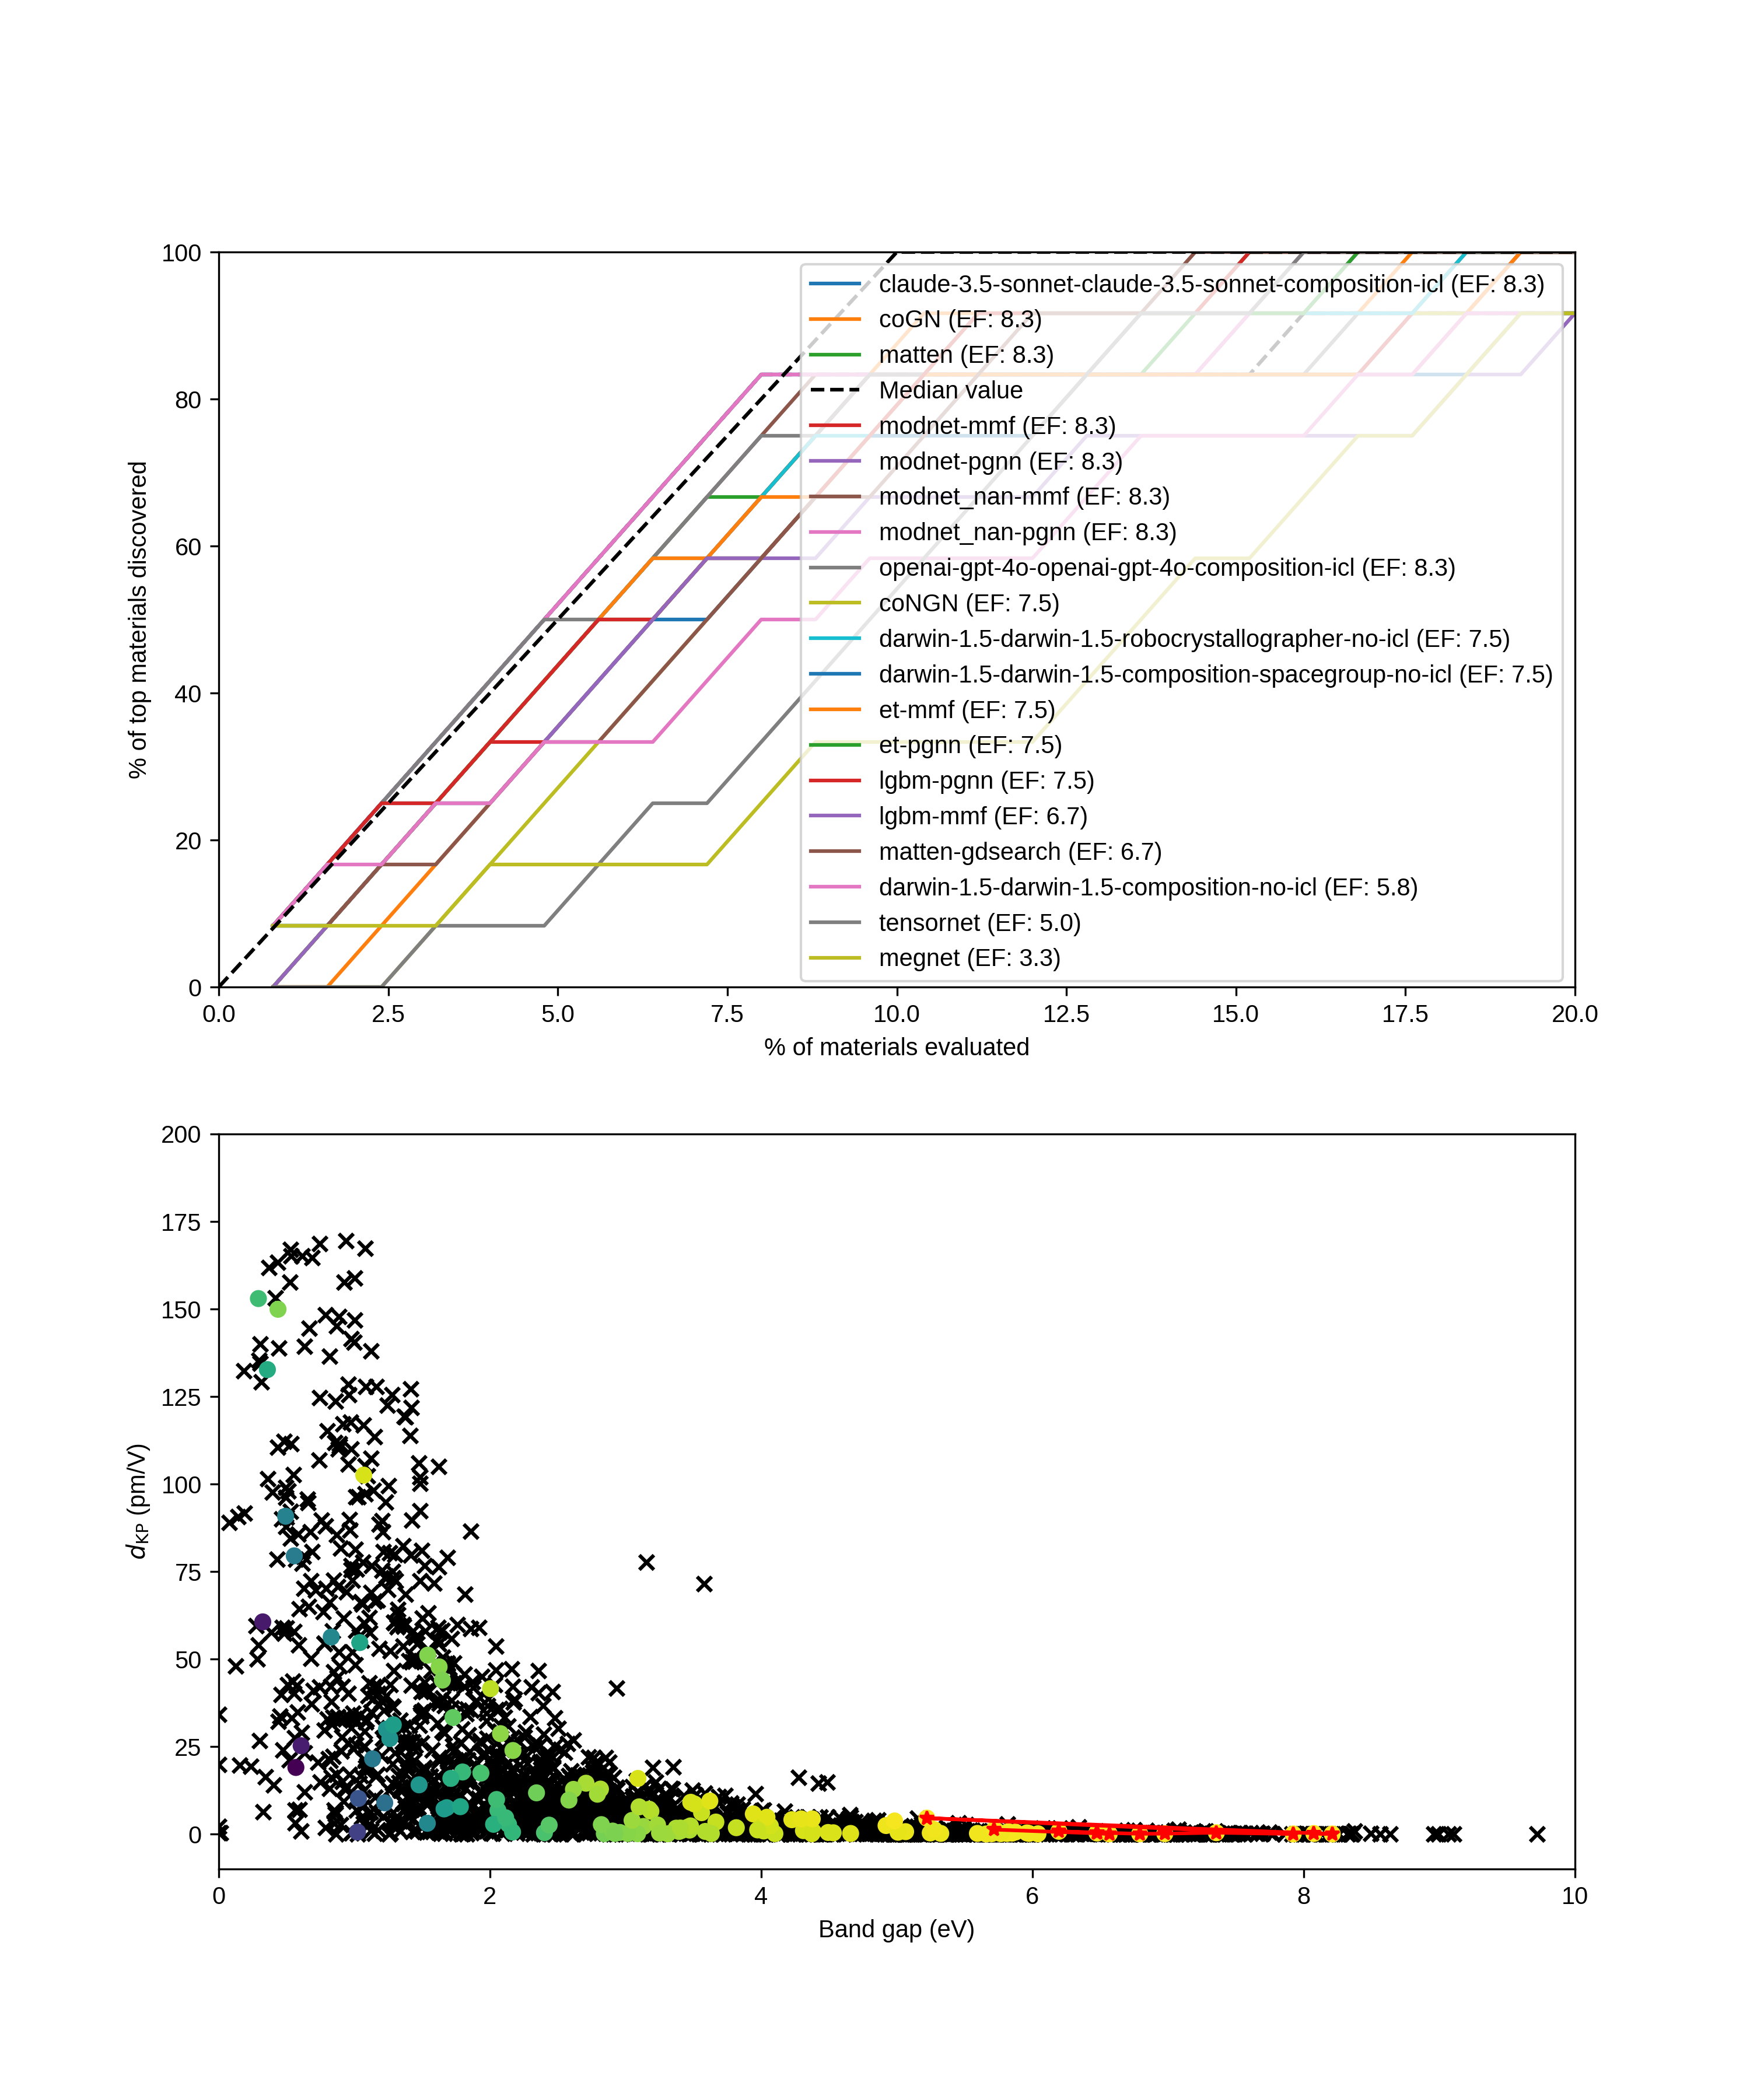 100
80
60
40
20
0
% of top materials discovered
claude-3.5-sonnet-claude-3.5-sonnet-composition-icl (EF: 8.3)
coGN (EF: 8.3)
matten (EF: 8.3)
Median value
modnet-mmf (EF: 8.3)
modnet-pgnn (EF: 8.3)
modnet_nan-mmf (EF: 8.3)
modnet_nan-pgnn (EF: 8.3)
openai-gpt-4o-openai-gpt-4o-composition-icl (EF: 8.3)
coNGN (EF: 7.5)
darwin-1.5-darwin-1.5-robocrystallographer-no-icl (EF: 7.5)
darwin-1.5-darwin-1.5-composition-spacegroup-no-icl (EF: 7.5)
et-mmf (EF: 7.5)
et-pgnn (EF: 7.5)
lgbm-pgnn (EF: 7.5)
lgbm-mmf (EF: 6.7)
matten-gdsearch (EF: 6.7)
darwin-1.5-darwin-1.5-composition-no-icl (EF: 5.8)
tensornet (EF: 5.0)
megnet (EF: 3.3)
0.0 2.5 5.0 7.5 10.0 12.5 15.0 17.5 20.0
% of materials evaluated
200
175
150
125
100
75
50
25
0
dKP (pm/V)
0 2 4 6 8 10
Band gap (eV)